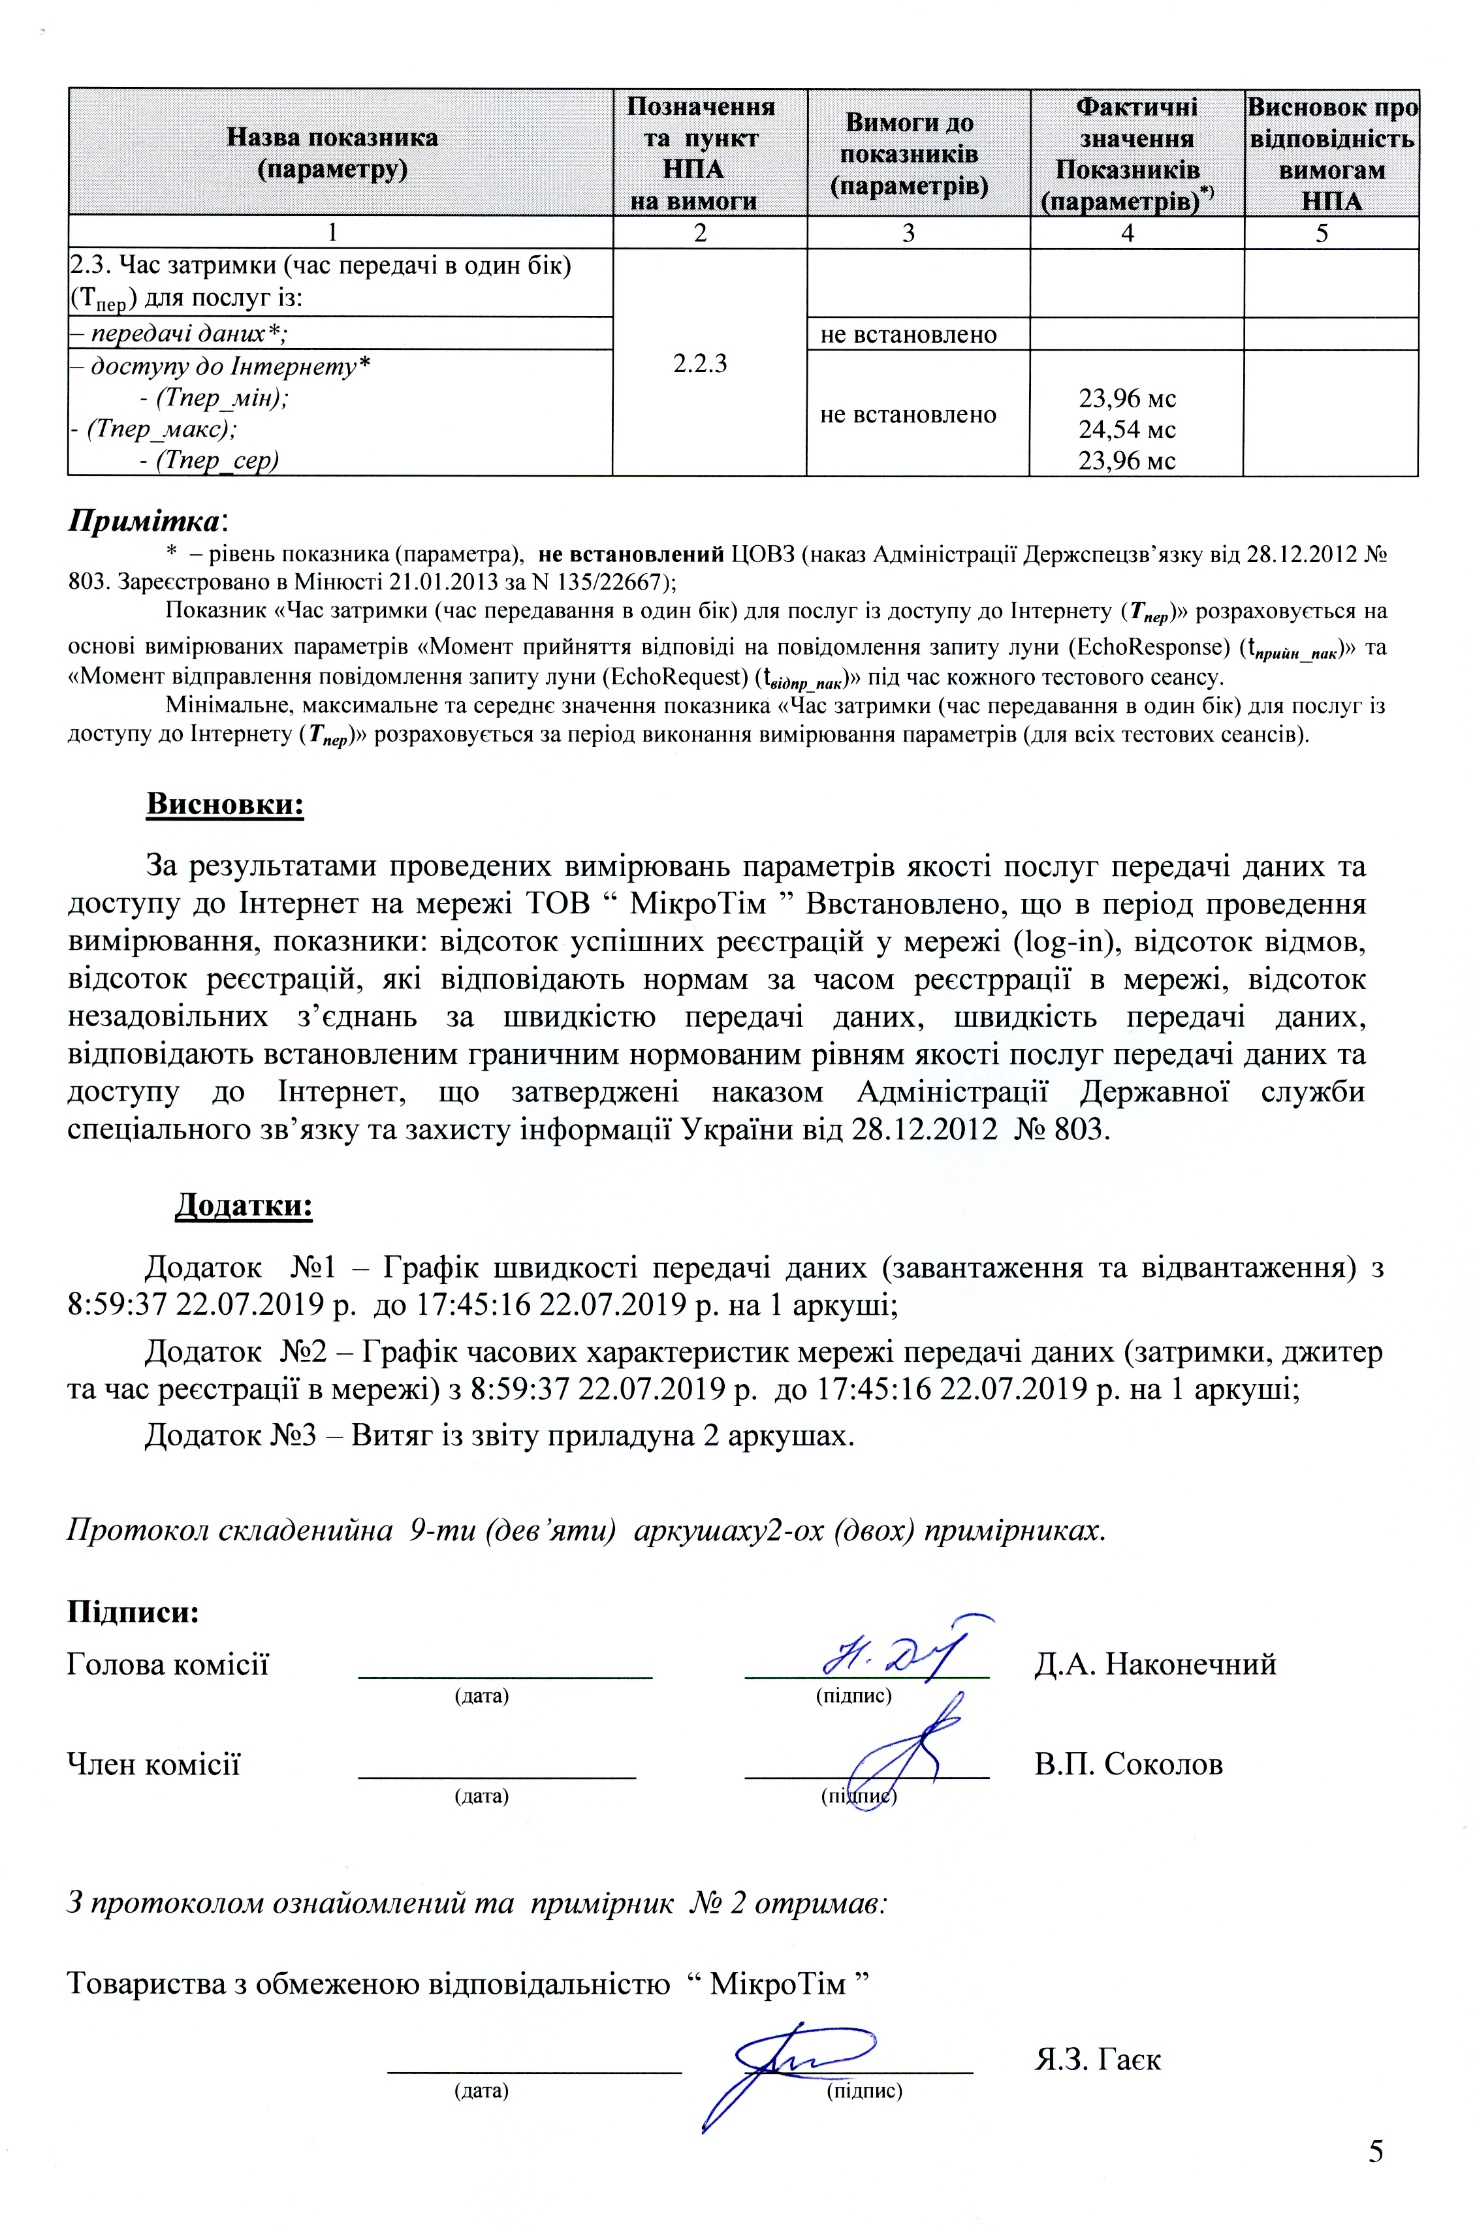 Назва показника
(параметру)
Позначення
та пункт
НПА
на вимоги
Вимоги до
показників
(параметрів)
Фактичні
значення
Показників
(параметрів)*)
Висновок про
відповідність
вимогам
НПА
1 2 3 4 5
2.3. Час затримки (час передачі в один бік)
(Тпер) для послуг із:
– передачі даних*;
не встановлено
2.2.3
– доступу до Інтернету*
- (Тпер_мін);
- (Тпер_макс);
- (Тпер_сер)
не встановлено
23,96 мс
24,54 мс
23,96 мс
Примітка:
* – рівень показника (параметра), не встановлений ЦОВЗ (наказ Адміністрації Держспецзв’язку від 28.12.2012 №
803. Зареєстровано в Мінюсті 21.01.2013 за N 135/22667);
Показник «Час затримки (час передавання в один бік) для послуг із доступу до Інтернету (Тпер)» розраховується на
основі вимірюваних параметрів «Момент прийняття відповіді на повідомлення запиту луни (EchoResponse) (tприйн_пак)» та
«Момент відправлення повідомлення запиту луни (EchoRequest) (tвідпр_пак)» під час кожного тестового сеансу.
Мінімальне, максимальне та середнє значення показника «Час затримки (час передавання в один бік) для послуг із
доступу до Інтернету (Тпер)» розраховується за період виконання вимірювання параметрів (для всіх тестових сеансів).
Висновки:
За результатами проведених вимірювань параметрів якості послуг передачі даних та
доступу до Інтернет на мережі ТОВ “ МікроТім ” Ввстановлено, що в період проведення
вимірювання, показники: відсоток успішних реєстрацій у мережі (log-in), відсоток відмов,
відсоток реєстрацій, які відповідають нормам за часом реєстррації в мережі, відсоток
незадовільних з’єднань за швидкістю передачі даних, швидкість передачі даних,
відповідають встановленим граничним нормованим рівням якості послуг передачі даних та
доступу до Інтернет, що затверджені наказом Адміністрації Державної служби
спеціального зв’язку та захисту інформації України від 28.12.2012 № 803.
Додатки:
Додаток №1 – Графік швидкості передачі даних (завантаження та відвантаження) з
8:59:37 22.07.2019 р. до 17:45:16 22.07.2019 р. на 1 аркуші;
Додаток №2 – Графік часових характеристик мережі передачі даних (затримки, джитер
та час реєстрації в мережі) з 8:59:37 22.07.2019 р. до 17:45:16 22.07.2019 р. на 1 аркуші;
Додаток №3 – Витяг із звіту приладуна 2 аркушах.
Протокол складенийна 9-ти (дев’яти) аркушаху2-ох (двох) примірниках.
Підписи:
Голова комісії Д.А. Наконечний
(дата) (підпис)
Член комісії В.П. Соколов
(дата) (підпис)
З протоколом ознайомлений та примірник № 2 отримав:
Товариства з обмеженою відповідальністю “ МікроТім ”
Я.З. Гаєк
(дата) (підпис)
5